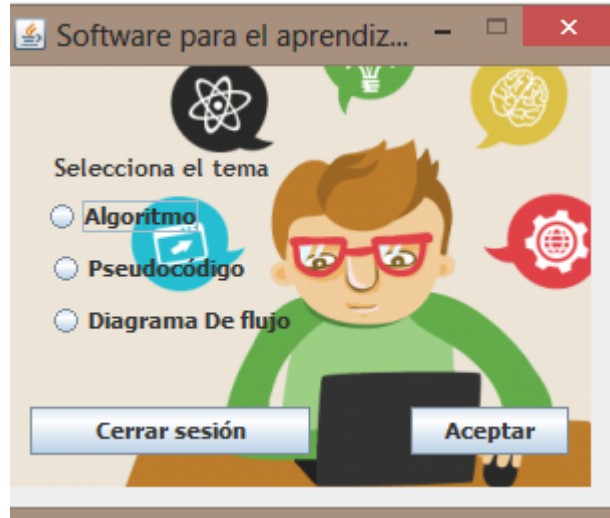 Software para el aprendiz...
Selecciona el tema
Algoritmo
Pseudocódigo
Diagrama De flujo
Cerrar sesión
Aceptar